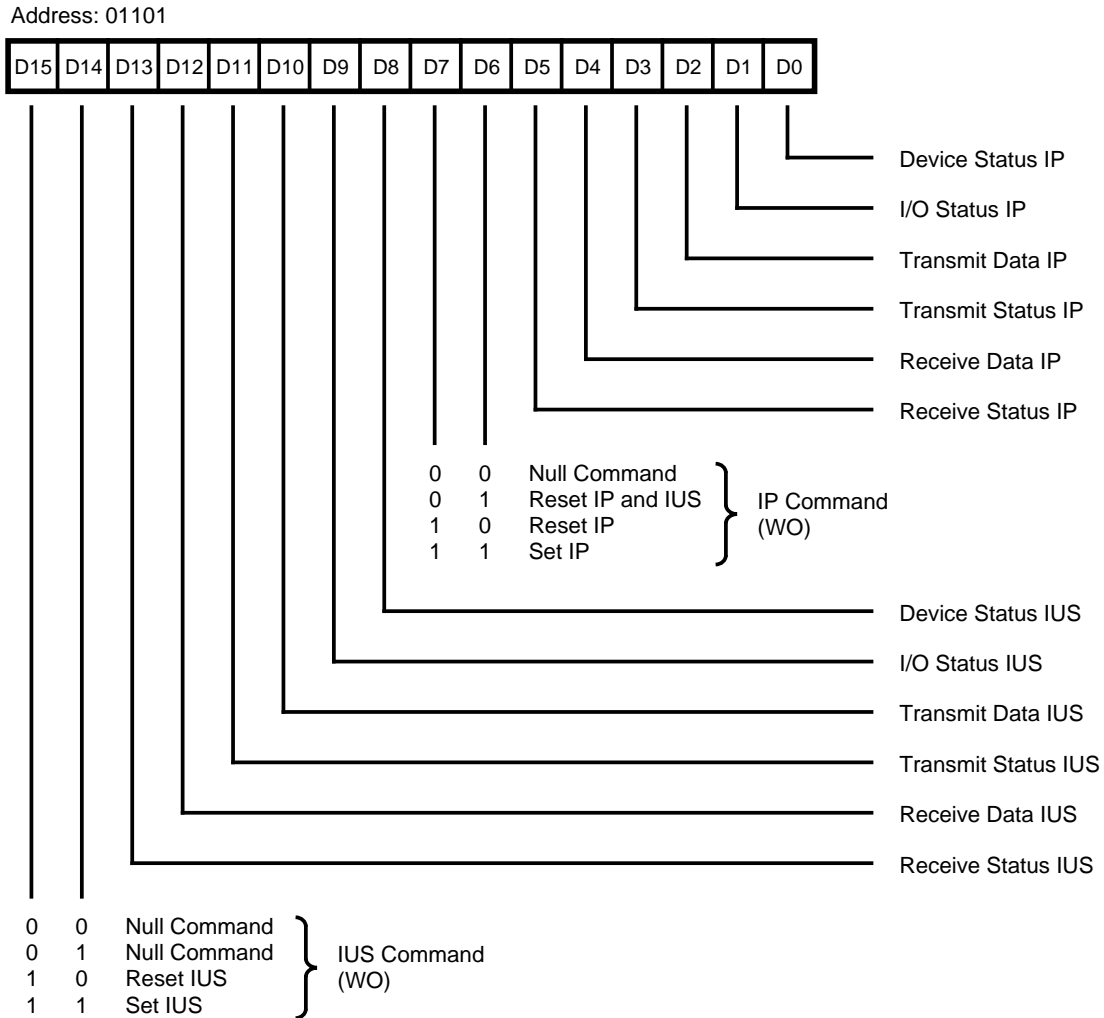 Address: 01101
D15 D14 D13 D12 D11 D10 D9 D8 D7 D6 D5 D4 D3 D2 D1 D0
Device Status IP
I/O Status IP
Transmit Data IP
Transmit Status IP
Receive Data IP
Receive Status IP
0 0 Null Command
0 1 Reset IP and IUS
1 0 Reset IP
1 1 Set IP
IP Command
(WO)
Device Status IUS
I/O Status IUS
Transmit Data IUS
Transmit Status IUS
Receive Data IUS
Receive Status IUS
0 0 Null Command
0 1 Null Command
1 0 Reset IUS
1 1 Set IUS
IUS Command
(WO)